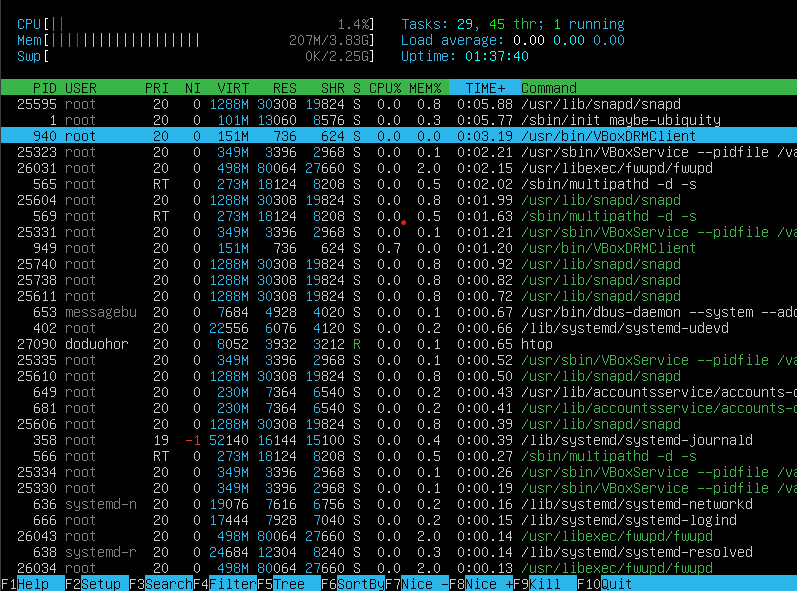 CPU[|| 1.4%] Tasks: 29, 45 thr; 1 running
Mem[||||||||||||||||||| 207M/3.83G] Load average: 0.00 0.00 0.00
Swp[ 0K/2.25G] Uptime: 01:37:40
PID USER PRI NI VIRT RES SHR S CPU% MEM% TIME+ Command
25595 root 20 0 1288M 30308 19824 S 0.0 0.8 0:05.88 /usr/lib/snapd/snapd
1 root 20 0 101M 13060 8576 S 0.0 0.3 0:05.77 /sbin/init maybe-ubiquity
940 root 20 0 151M 736 624 S 0.0 0.0 0:03.19 /usr/bin/VBoxDRMClient
25323 root 20 0 349M 3396 2968 S 0.0 0.1 0:02.21 /usr/sbin/VBoxService --pidfile /va
26031 root 20 0 498M 80064 27660 S 0.0 2.0 0:02.15 /usr/libexec/fwupd/fwupd
565 root RT 0 273M 18124 8208 S 0.0 0.5 0:02.02 /sbin/multipathd -d -s
25604 root 20 0 1288M 30308 19824 S 0.0 0.8 0:01.99 /usr/lib/snapd/snapd
569 root RT 0 273M 18124 8208 S 0.0 0.5 0:01.63 /sbin/multipathd -d -s
25331 root 20 0 349M 3396 2968 S 0.0 0.1 0:01.21 /usr/sbin/VBoxService --pidfile /va
949 root 20 0 151M 736 624 S 0.7 0.0 0:01.20 /usr/bin/VBoxDRMClient
25740 root 20 0 1288M 30308 19824 S 0.0 0.8 0:00.92 /usr/lib/snapd/snapd
25738 root 20 0 1288M 30308 19824 S 0.0 0.8 0:00.82 /usr/lib/snapd/snapd
25611 root 20 0 1288M 30308 19824 S 0.0 0.8 0:00.72 /usr/lib/snapd/snapd
653 messagebu 20 0 7684 4928 4020 S 0.0 0.1 0:00.67 /usr/bin/dbus-daemon --system --add
402 root 20 0 22556 6076 4120 S 0.0 0.2 0:00.66 /lib/systemd/systemd-udevd
27090 doduohor 20 0 8052 3932 3212 R 0.0 0.1 0:00.65 htop
25335 root 20 0 349M 3396 2968 S 0.0 0.1 0:00.52 /usr/sbin/VBoxService --pidfile /va
25610 root 20 0 1288M 30308 19824 S 0.0 0.8 0:00.50 /usr/lib/snapd/snapd
649 root 20 0 230M 7364 6540 S 0.0 0.2 0:00.43 /usr/lib/accountsservice/accounts-d
681 root 20 0 230M 7364 6540 S 0.0 0.2 0:00.41 /usr/lib/accountsservice/accounts-d
25606 root 20 0 1288M 30308 19824 S 0.0 0.8 0:00.39 /usr/lib/snapd/snapd
358 root 19 -1 52140 16144 15100 S 0.0 0.4 0:00.39 /lib/systemd/systemd-journald
566 root RT 0 273M 18124 8208 S 0.0 0.5 0:00.27 /sbin/multipathd -d -s
25334 root 20 0 349M 3396 2968 S 0.0 0.1 0:00.26 /usr/sbin/VBoxService --pidfile /va
25330 root 20 0 349M 3396 2968 S 0.0 0.1 0:00.19 /usr/sbin/VBoxService --pidfile /va
636 systemd-n 20 0 19076 7616 6756 S 0.0 0.2 0:00.16 /lib/systemd/systemd-networkd
666 root 20 0 17444 7928 7040 S 0.0 0.2 0:00.15 /lib/systemd/systemd-logind
26043 root 20 0 498M 80064 27660 S 0.0 2.0 0:00.14 /usr/libexec/fwupd/fwupd
638 systemd-r 20 0 24684 12304 8240 S 0.0 0.3 0:00.14 /lib/systemd/systemd-resolved
26034 root 20 0 498M 80064 27660 S 0.0 2.0 0:00.13 /usr/libexec/fwupd/fwupd
F1Help F2Setup F3SearchF4FilterF5Tree F6SortByF7Nice -F8Nice +F9Kill F10Quit